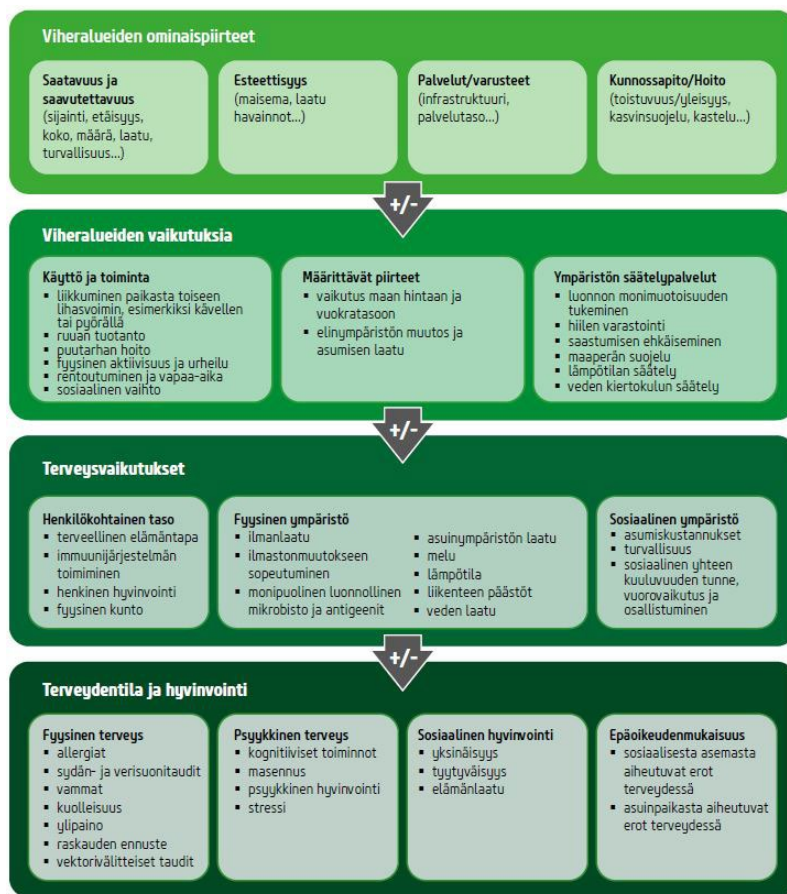 Viheralueiden ominaispiirteet
Saatavuus ja
saavutettavuus
(sijainti, etäisyys,
koko, määrä, laatu,
turvallisuus...)
Esteettisyys
(maisema, laatu
havainnot...)
Palvelut/varusteet
(infrastruktuuri,
palvelutaso...)
Kunnossapito/Hoito
(toistuvuus/yleisyys,
kasvinsuojelu, kastelu...)
+/-
Viheralueiden vaikutuksia
Käyttö ja toiminta
▪ liikkuminen paikasta toiseen
lihasvoimin, esimerkiksi kävellen
tai pyörällä
▪ ruuan tuotanto
▪ puutarhan hoito
▪ fyysinen aktiivisuus ja urheilu
▪ rentoutuminen ja vapaa-aika
▪ sosiaalinen vaihto
Määrittävät piirteet
▪ vaikutus maan hintaan ja
vuokratasoon
▪ elinympäristön muutos ja
asumisen laatu
Ympäristön säätelypalvelut
▪ luonnon monimuotoisuuden
tukeminen
▪ hiilen varastointi
▪ saastumisen ehkäiseminen
▪ maaperän suojelu
▪ lämpötilan säätely
▪ veden kiertokulun säätely
+/-
Terveysvaikutukset
Henkilökohtainen taso
▪ terveellinen elämäntapa
▪ immuunijärjestelmän
toimiminen
▪ henkinen hyvinvointi
▪ fyysinen kunto
Fyysinen ympäristö
▪ ilmanlaatu
▪ ilmastonmuutokseen
sopeutuminen
▪ monipuolinen luonnollinen
mikrobisto ja antigeenit
▪ asuinympäristön laatu
▪ melu
▪ lämpötila
▪ liikenteen päästöt
▪ veden laatu
Sosiaalinen ympäristö
▪ asumiskustannukset
▪ turvallisuus
▪ sosiaalinen yhteen
kuuluvuuden tunne,
vuorovaikutus ja
osallistuminen
+/-
Terveydentila ja hyvinvointi
Fyysinen terveys
▪ allergiat
▪ sydän- ja verisuonitaudit
▪ vammat
▪ kuolleisuus
▪ ylipaino
▪ raskauden ennuste
▪ vektorivälitteiset taudit
Psyykkinen terveys
▪ kognitiiviset toiminnot
▪ masennus
▪ psyykkinen hyvinvointi
▪ stressi
Sosiaalinen hyvinvointi
▪ yksinäisyys
▪ tyytyväisyys
▪ elämänlaatu
Epäoikeudenmukaisuus
▪ sosiaalisesta asemasta
aiheutuvat erot
terveydessä
▪ asuinpaikasta aiheutuvat
erot terveydessä